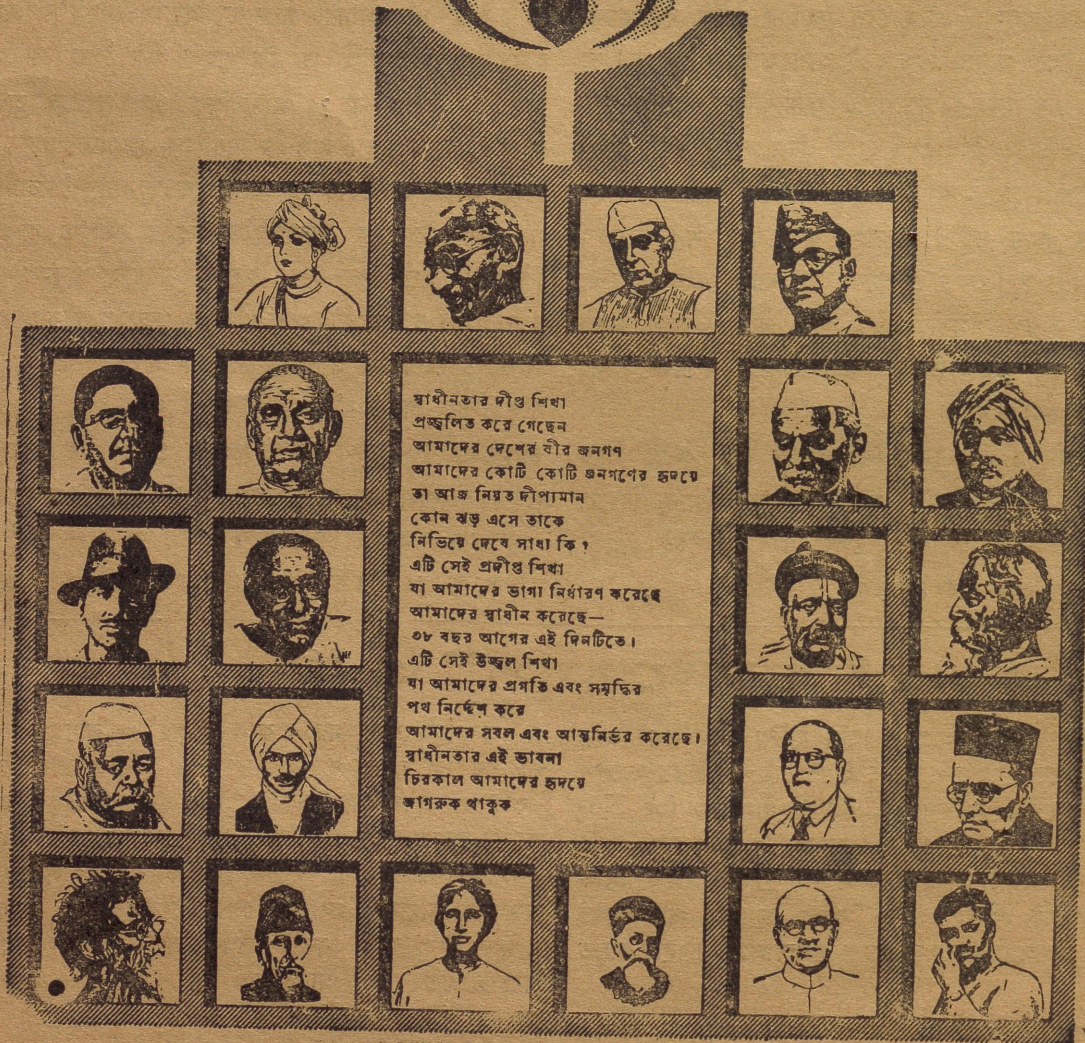 স্বাধীনতার দীপ্ত শিখা
প্রজ্জ্বলিত করে গেছেন
আমাদের দেশের বীর জনগণ
আমাদের কোটি কোটি জনগণের হৃদয়ে
তা আজ নিয়ত দীপ্যমান
কোন ঝড় এসে তাকে
নিভিয়ে দেবে সাধ্য কি ?
এটি সেই প্রদীপ্ত শিখা
যা আমাদের ভাগ্য নির্ধারণ করেছে
আমাদের স্বাধীন করেছে—
৩৮ বছর আগের এই দিনটিতে।
এটি সেই উজ্জ্বল শিখা
যা আমাদের প্রগতি এবং সমৃদ্ধির
পথ নির্দ্দেশ করে
আমাদের সবল এবং আত্মনির্ভর করেছে।
স্বাধীনতার এই ভাবনা
চিরকাল আমাদের হৃদয়ে
জাগরুক থাকুক